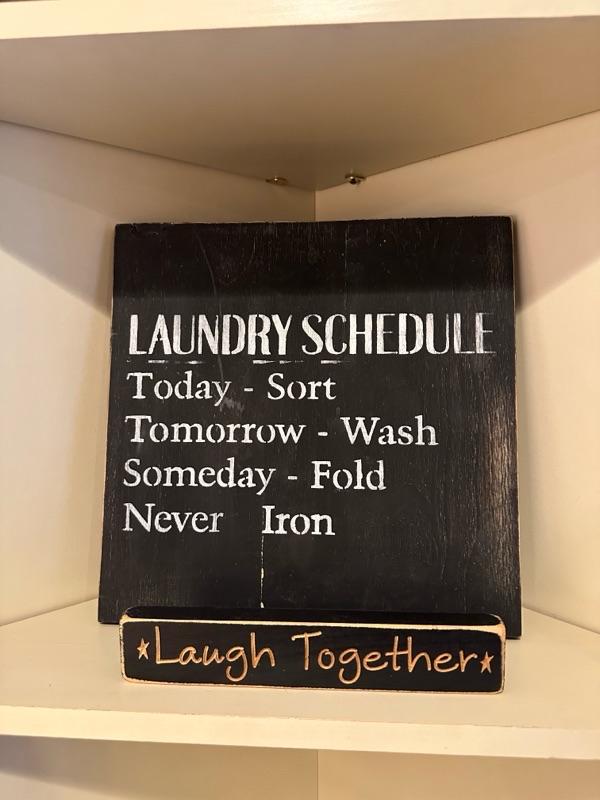 LAUNDRY SCHEDULE
Today - Sort
Tomorrow - Wash
Someday - Fold
Never Iron
Laugh Together